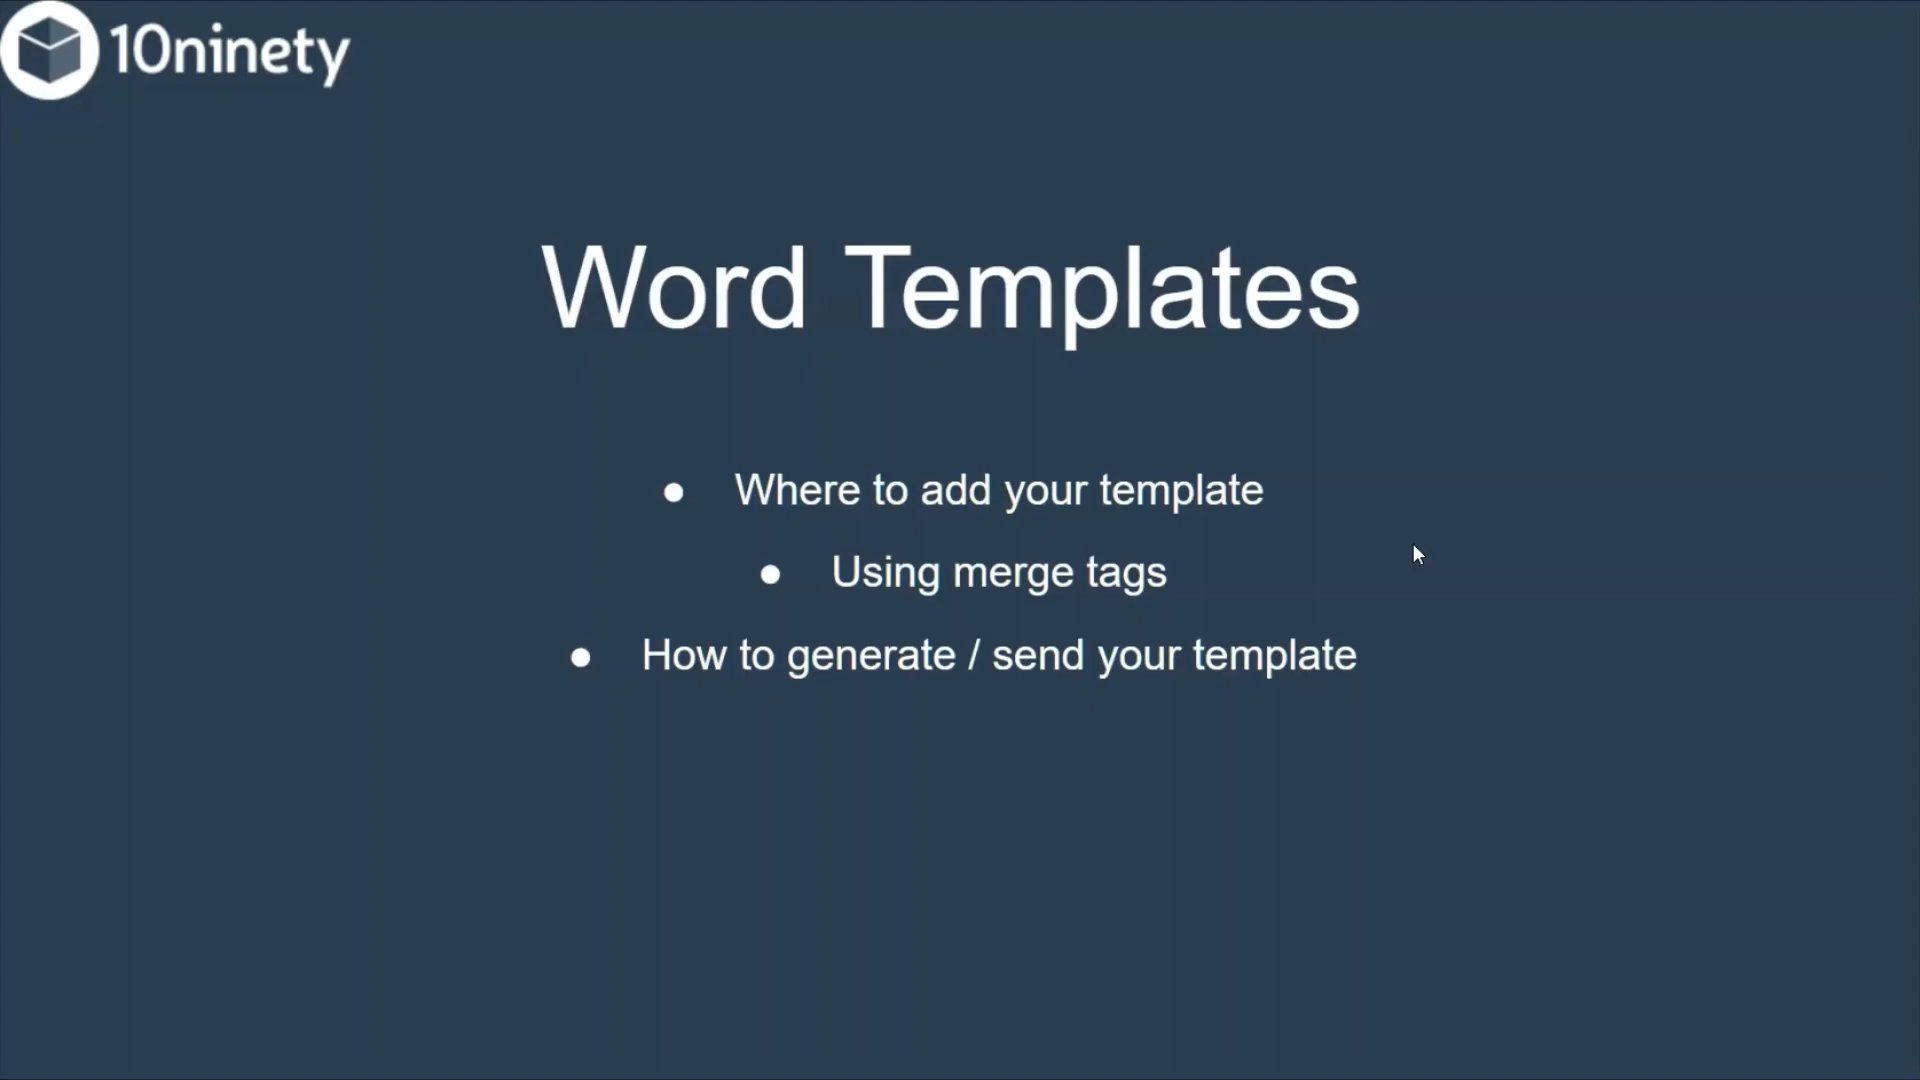 10ninety
Word Templates
● Where to add your template
● Using merge tags
● How to generate / send your template